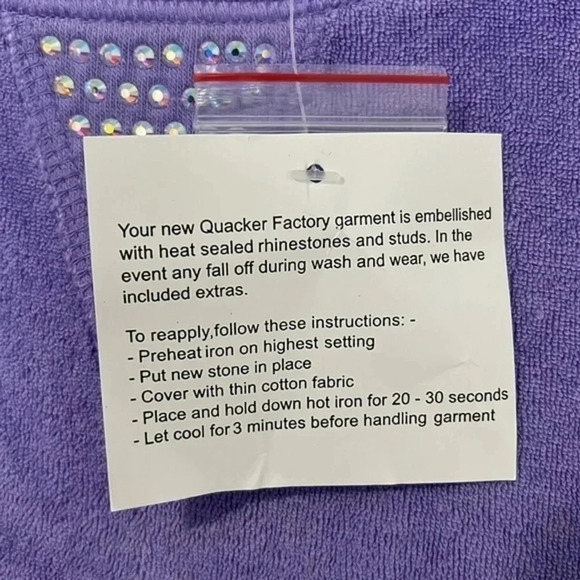 Your new Quacker Factory garment is embellished
with heat sealed rhinestones and studs. In the
event any fall off during wash and wear, we have
included extras.
To reapply,follow these instructions: -
- Preheat iron on highest setting
- Put new stone in place
- Cover with thin cotton fabric
- Place and hold down hot iron for 20 - 30 seconds
- Let cool for 3 minutes before handling garment